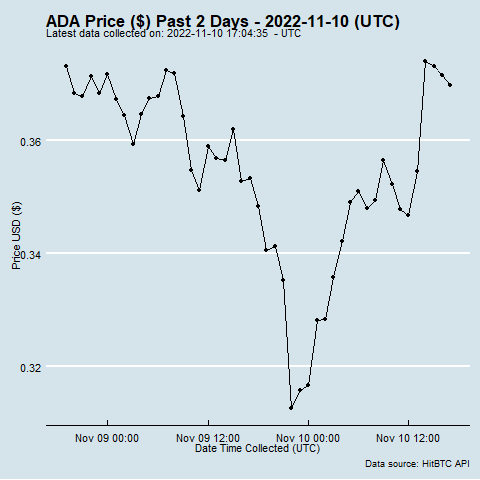 ADA Price ($) Past 2 Days - 2022-11-10 (UTC)
Latest data collected on: 2022-11-10 17:04:35  - UTC
Price USD ($)
0.36
0.34
0.32
Nov 09 00:00
Nov 09 12:00
Nov 10 00:00
Nov 10 12:00
Date Time Collected (UTC)
Data source: HitBTC API